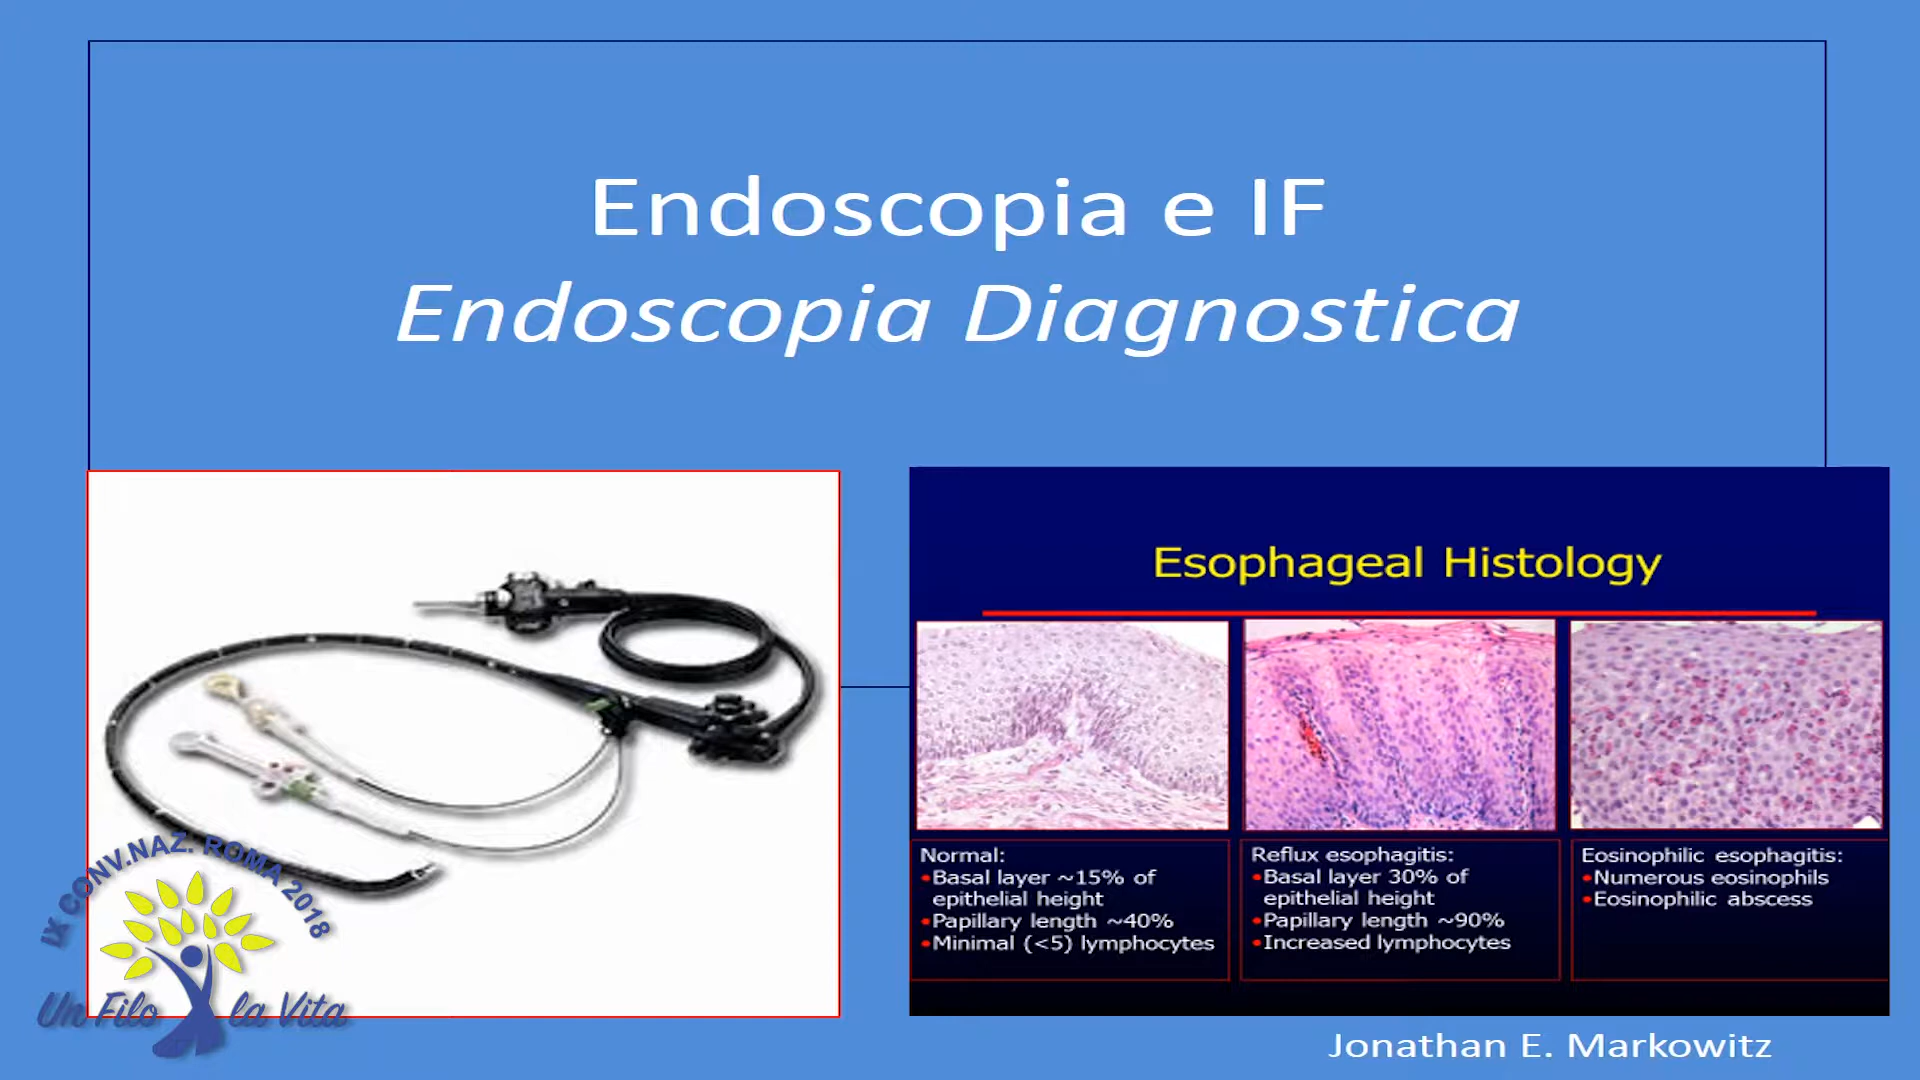 Endoscopia e IF
Endoscopia Diagnostica
Esophageal Histology
Normal:
•Basal layer ~15% of
epithelial height
•Papillary length ~40%
•Minimal (<5) lymphocytes
Reflux esophagitis:
•Basal layer 30% of
epithelial height
•Papillary length ~90%
•Increased lymphocytes
Eosinophilic esophagitis:
•Numerous eosinophils
•Eosinophilic abscess
IX CONV.NAZ. ROMA 2018
Un Filo la Vita
Jonathan E. Markowitz